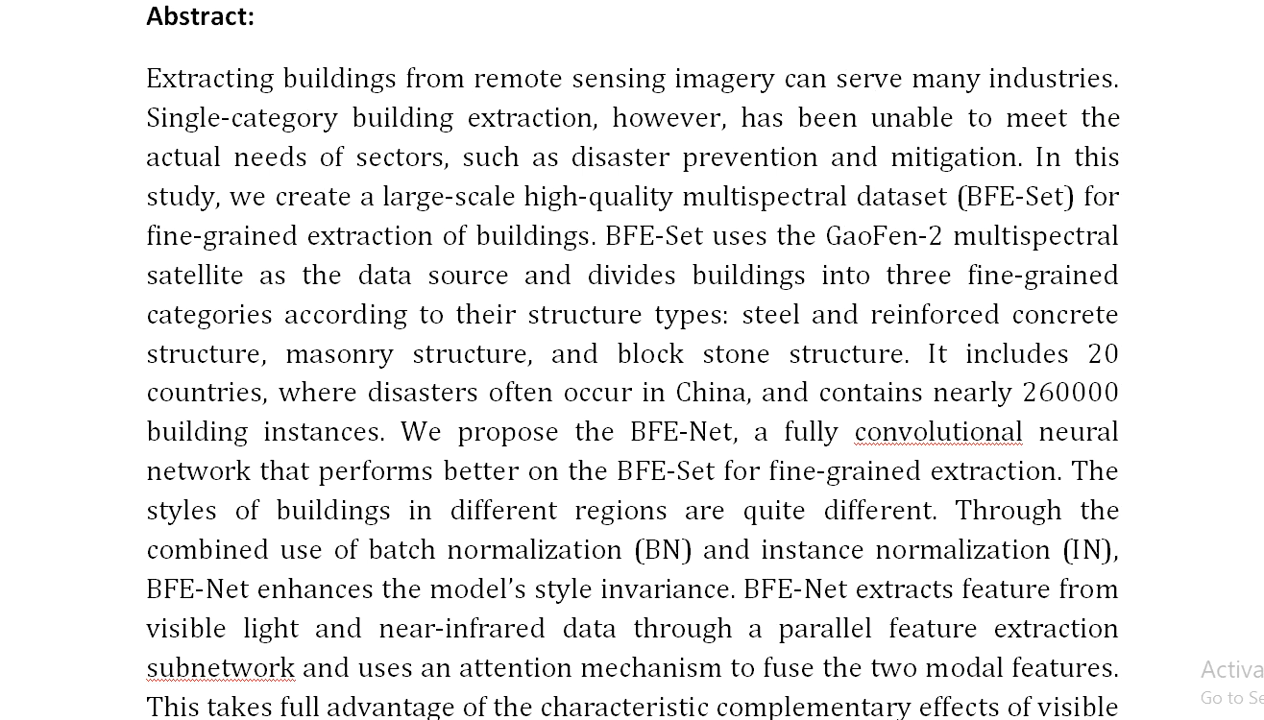 Abstract:
Extracting buildings from remote sensing imagery can serve many industries.
Single-category building extraction, however, has been unable to meet the
actual needs of sectors, such as disaster prevention and mitigation. In this
study, we create a large-scale high-quality multispectral dataset (BFE-Set) for
fine-grained extraction of buildings. BFE-Set uses the GaoFen-2 multispectral
satellite as the data source and divides buildings into three fine-grained
categories according to their structure types: steel and reinforced concrete
structure, masonry structure, and block stone structure. It includes 20
countries, where disasters often occur in China, and contains nearly 260000
building instances. We propose the BFE-Net, a fully convolutional neural
network that performs better on the BFE-Set for fine-grained extraction. The
styles of buildings in different regions are quite different. Through the
combined use of batch normalization (BN) and instance normalization (IN),
BFE-Net enhances the model’s style invariance. BFE-Net extracts feature from
visible light and near-infrared data through a parallel feature extraction
subnetwork and uses an attention mechanism to fuse the two modal features.
This takes full advantage of the characteristic complementary effects of visible
Activa
Go to Se